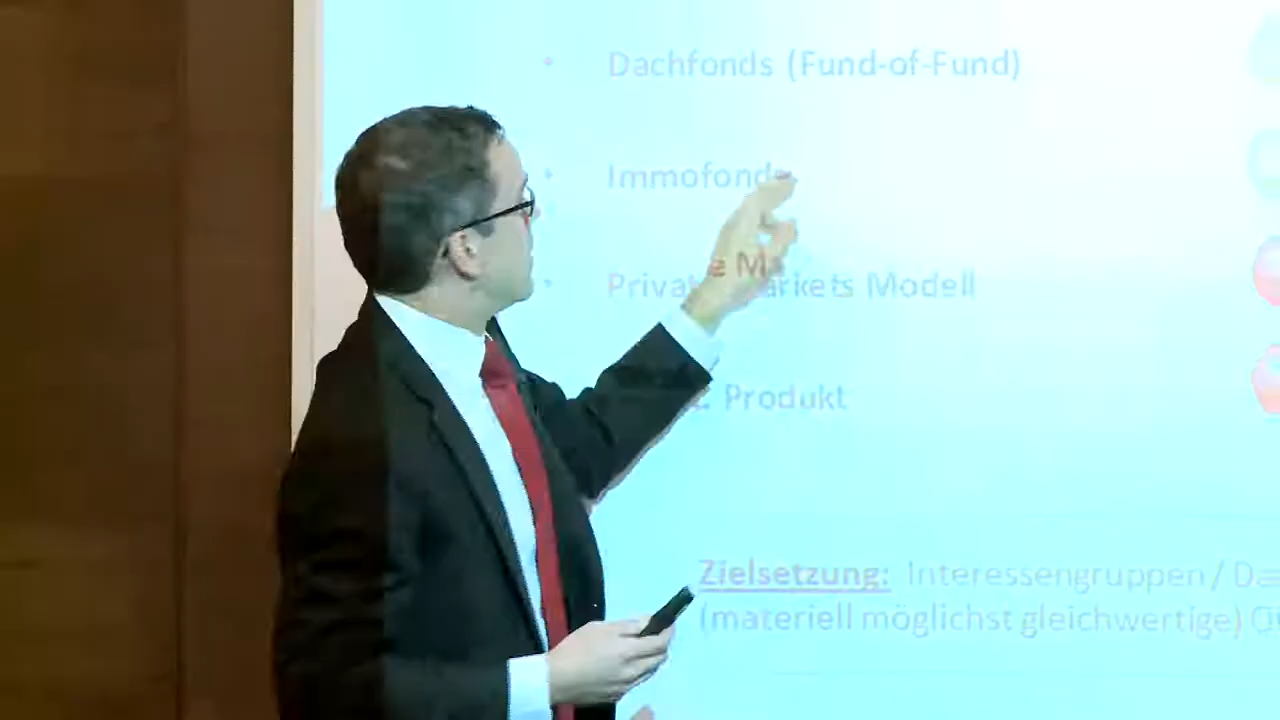 Dachfonds (Fund-of-Fund)
Immofonds
Private Markets Modell
Produkt
Zielsetzung: Interessengruppen /
(materiell möglichst gleichwertige)